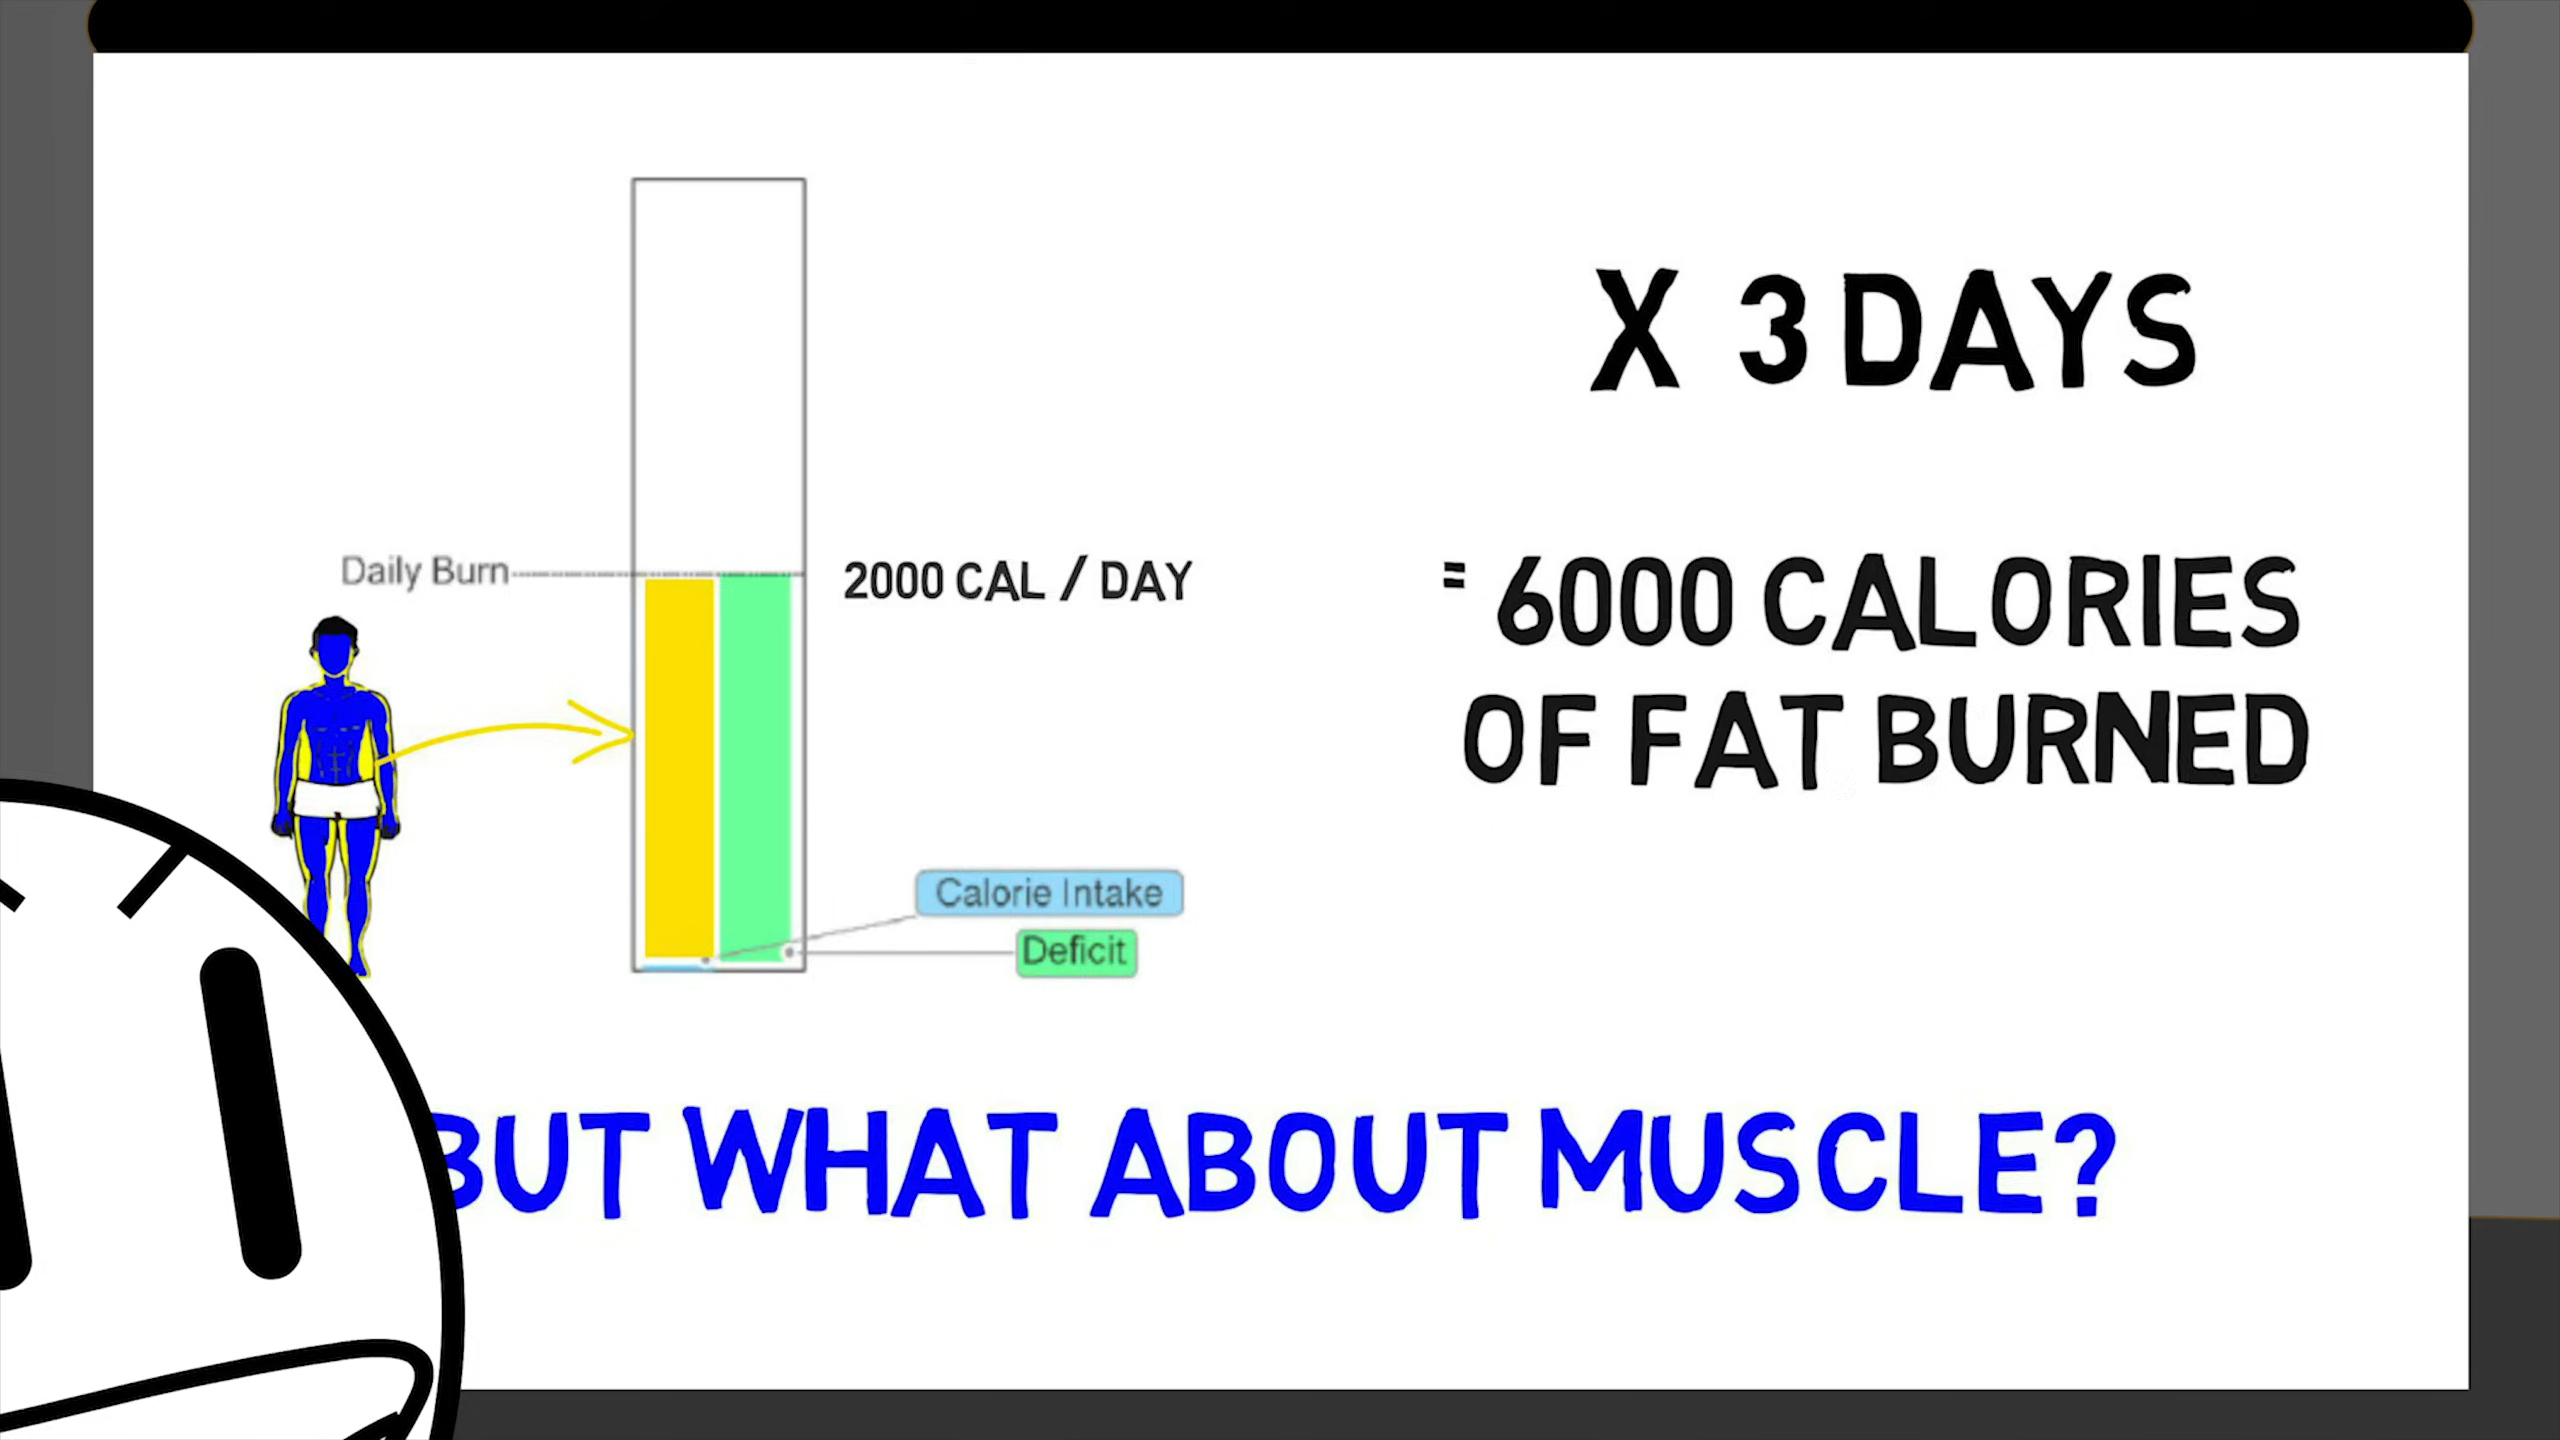 X 3 DAYS
Daily Burn
2000 CAL / DAY
= 6000 CALORIES
OF FAT BURNED
Calorie Intake
Deficit
BUT WHAT ABOUT MUSCLE?